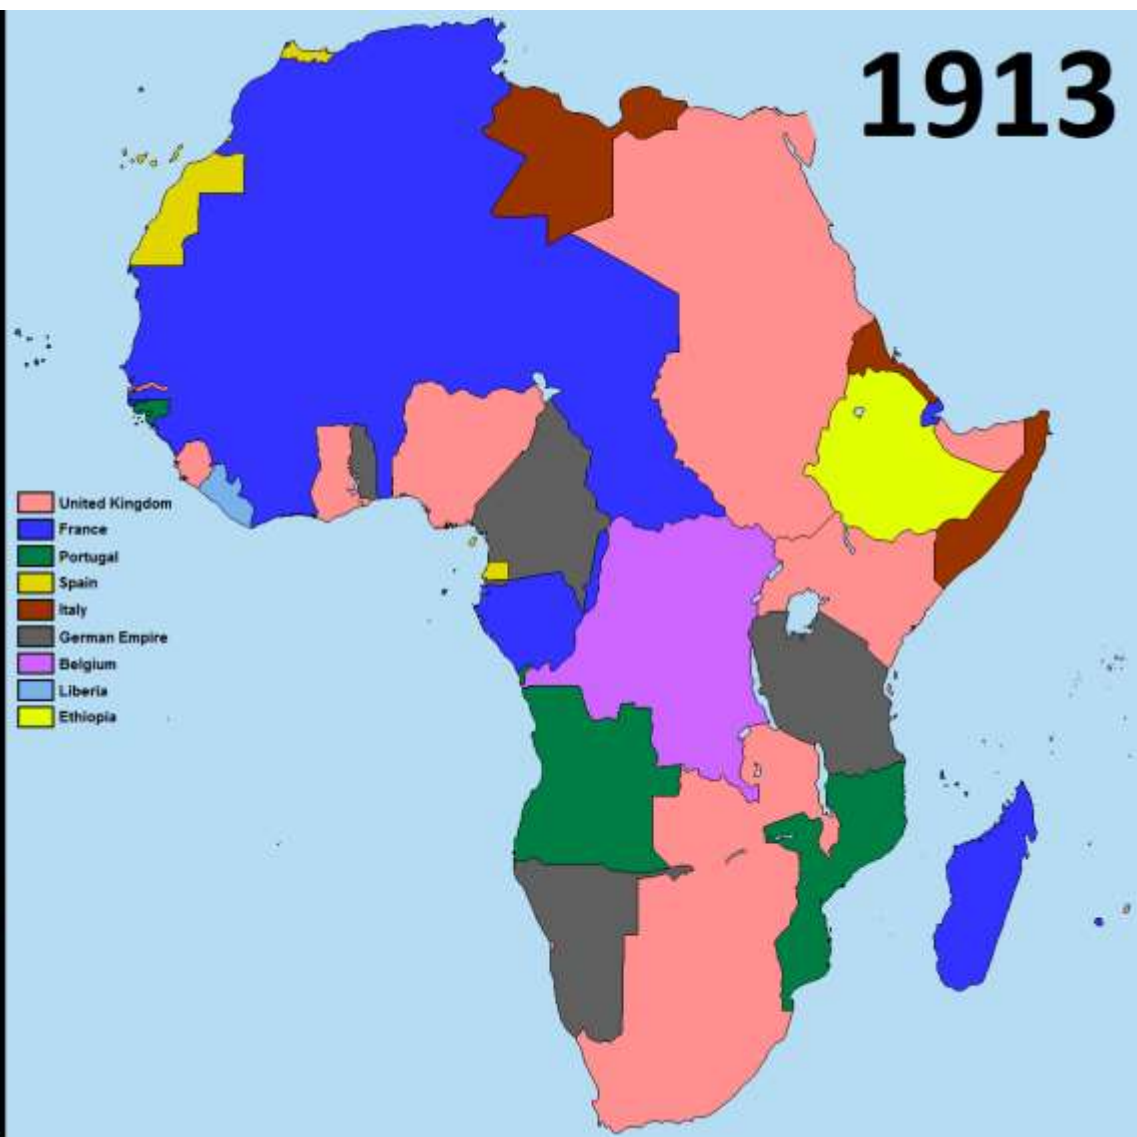 1913
United Kingdom
France
Portugal
Spain
Italy
German Empire
Belgium
Liberia
Ethiopia